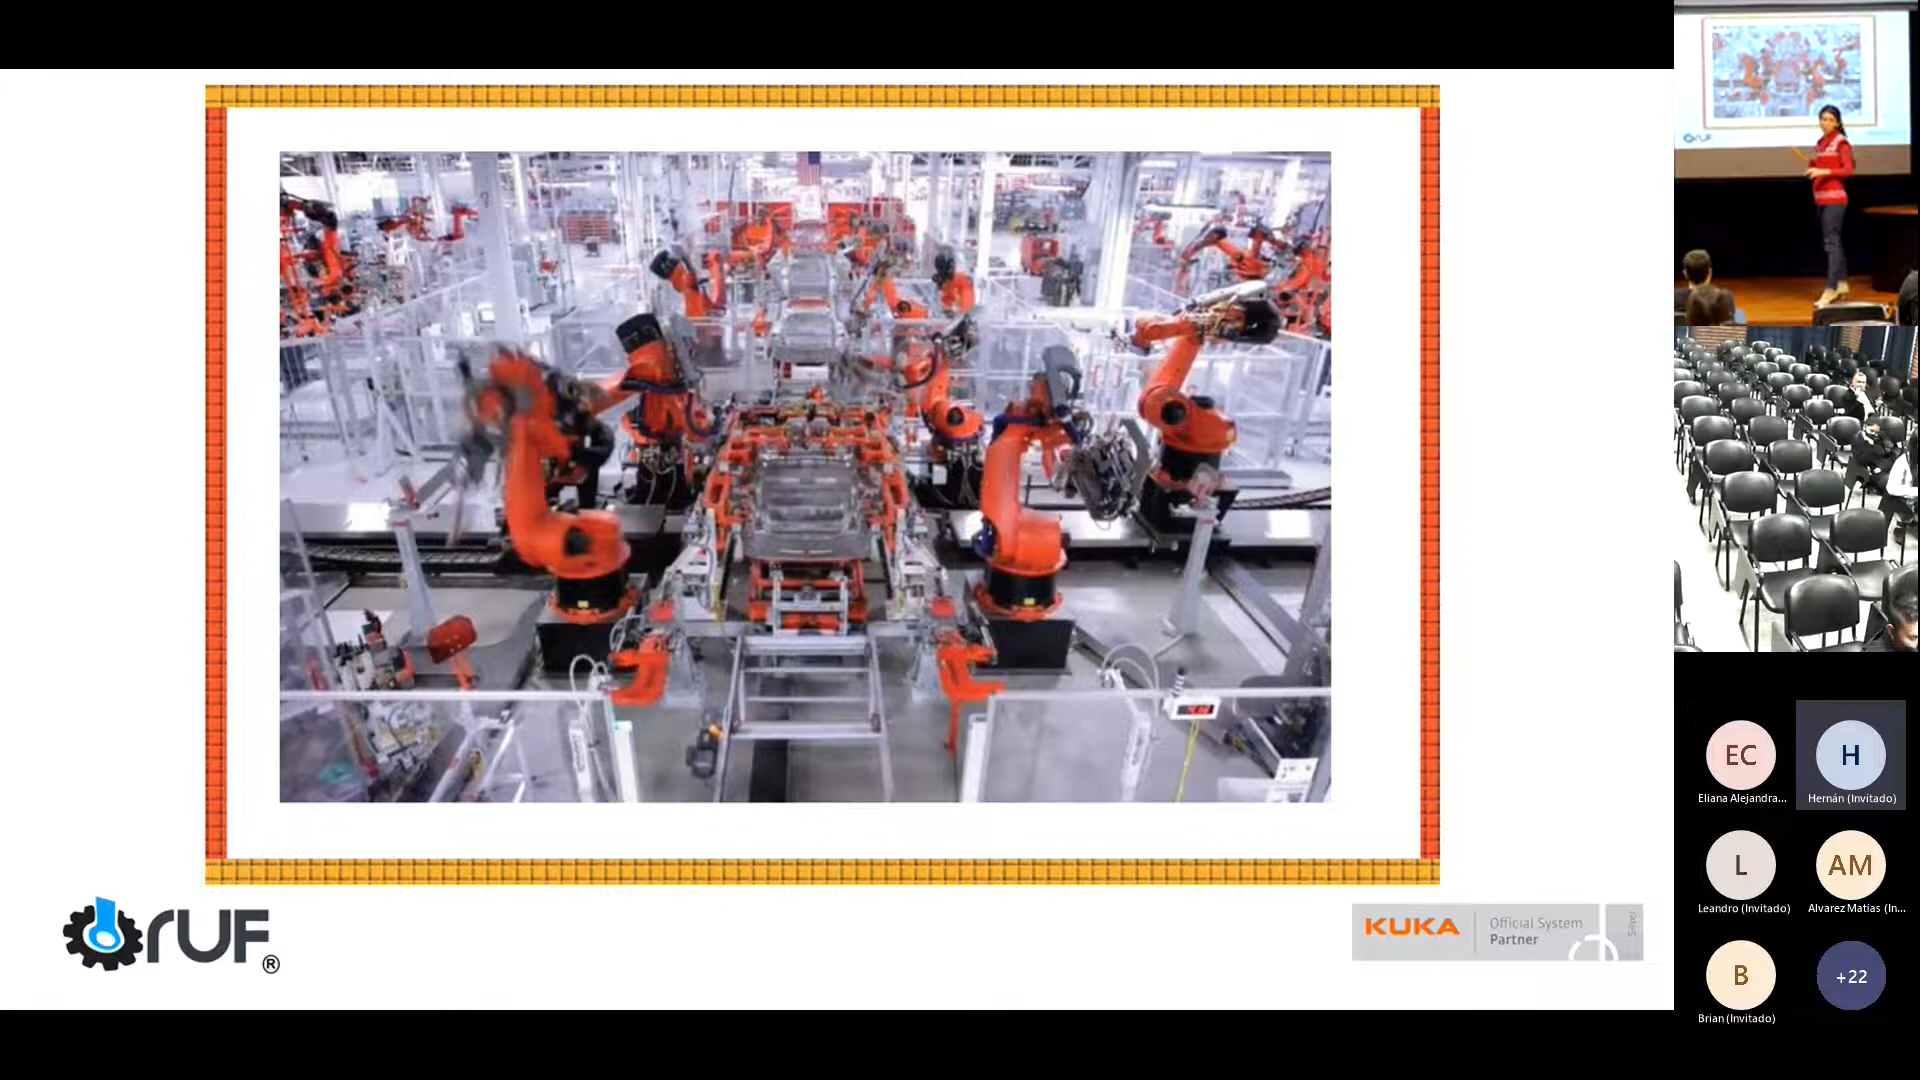 ruf
®
KUKA
Official System
Partner
Silver
EC
Eliana Alejandra...
H
Hernán (Invitado)
L
Leandro (Invitado)
AM
Alvarez Matias (In...
B
Brian (Invitado)
+22